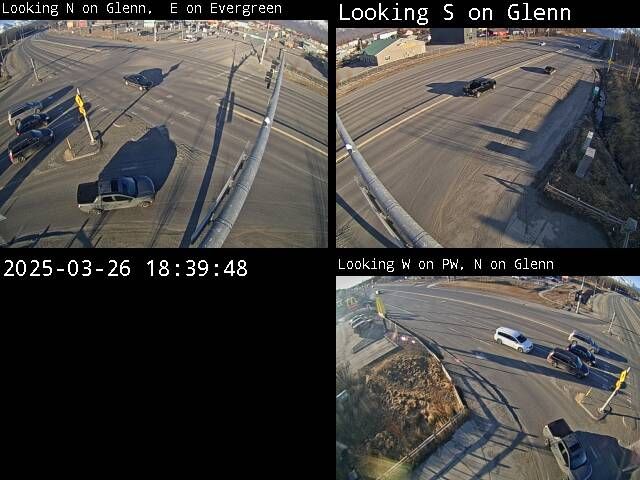 Looking N on Glenn, E on Evergreen
Looking S on Glenn
2025-03-26 18:39:48
Looking W on PW, N on Glenn